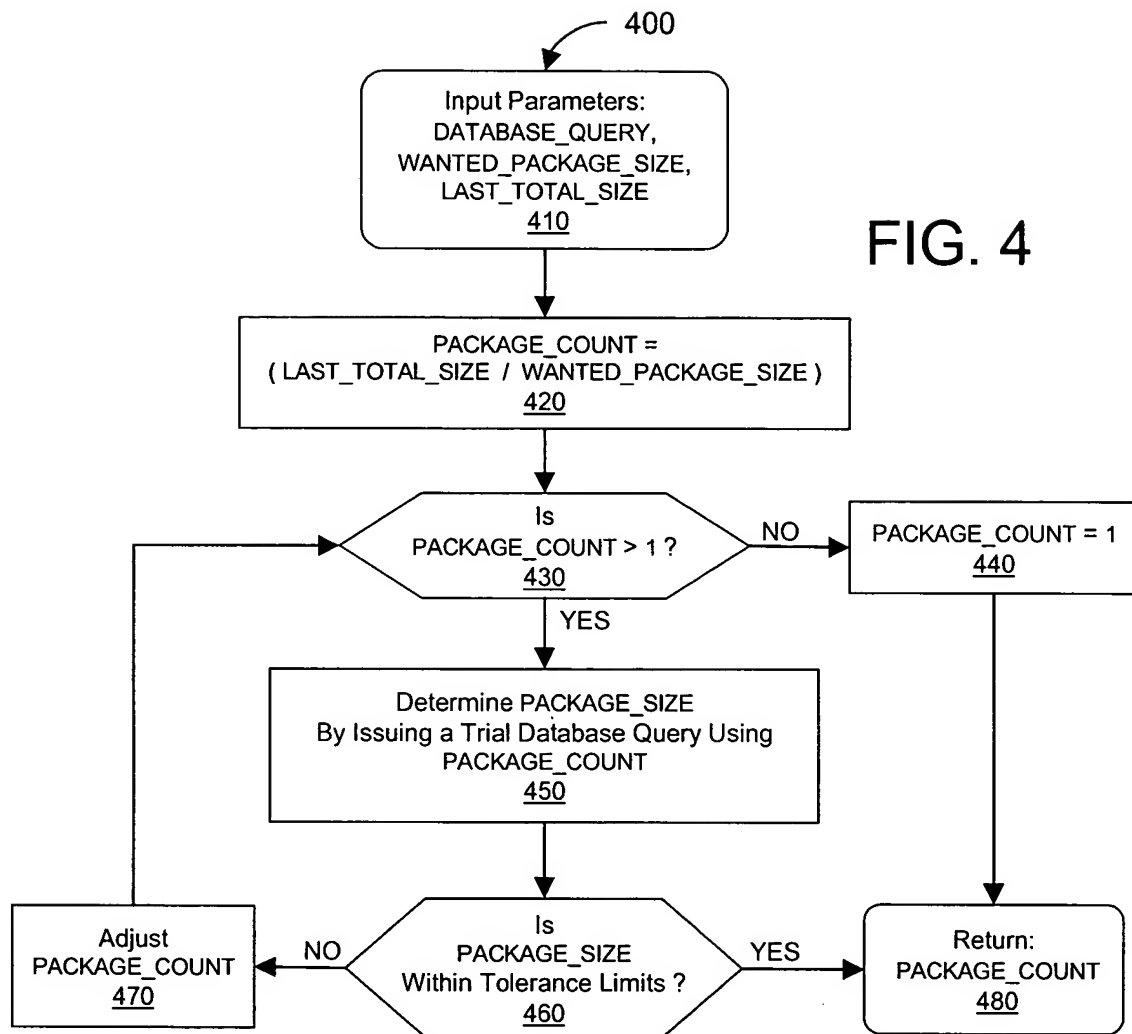 400
Input Parameters:
DATABASE_QUERY,
WANTED_PACKAGE_SIZE,
LAST_TOTAL_SIZE
410
FIG. 4
PACKAGE_COUNT =
( LAST_TOTAL_SIZE / WANTED_PACKAGE_SIZE )
420
Is
PACKAGE_COUNT > 1 ?
430
NO
PACKAGE_COUNT = 1
440
YES
Determine PACKAGE_SIZE
By Issuing a Trial Database Query Using
PACKAGE_COUNT
450
Adjust
PACKAGE_COUNT
470
NO
Is
PACKAGE_SIZE
Within Tolerance Limits ?
460
YES
Return:
PACKAGE_COUNT
480